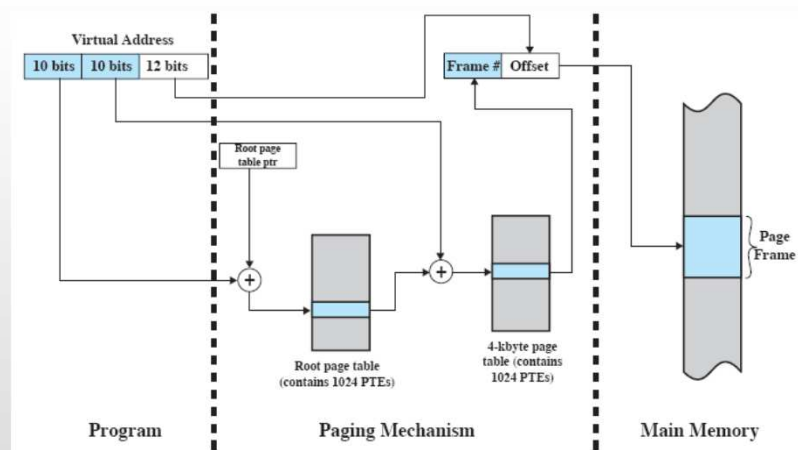 Virtual Address
10 bits 10 bits 12 bits
Frame # Offset
Root page
table ptr
Page
Frame
Root page table
(contains 1024 PTEs)
4-kbyte page
table (contains
1024 PTEs)
Program Paging Mechanism Main Memory